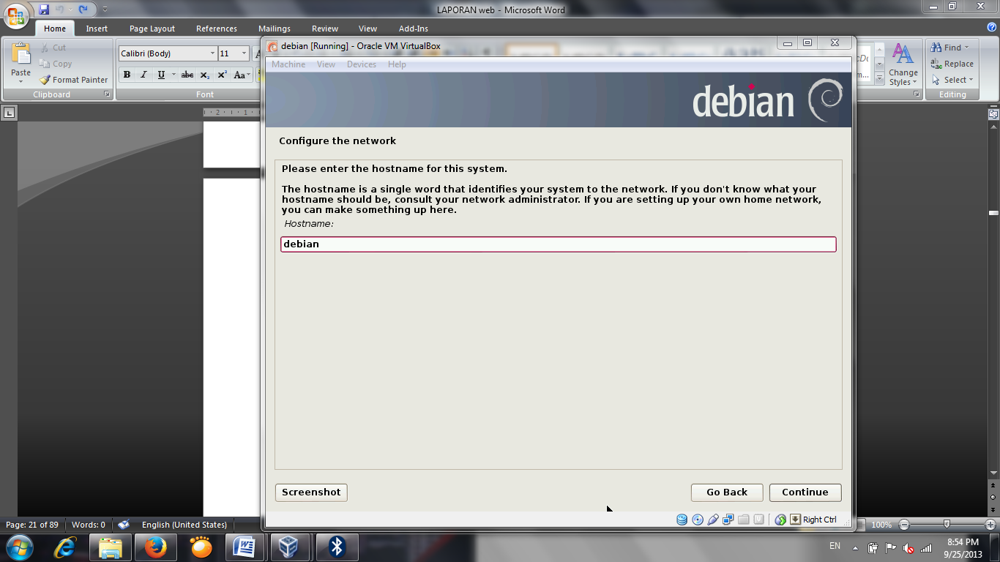 LAPORAN web - Microsoft Word
Home Insert Page Layout References Mailings Review View Add-Ins
Paste
Cut
Copy
Format Painter
Clipboard
Calibri (Body) 11
B I U abc x₂ x² Aa
Font
Change Styles
Find
Replace
Select
Editing
2 1
debian [Running] - Oracle VM VirtualBox
Machine View Devices Help
debian
Configure the network
Please enter the hostname for this system.
The hostname is a single word that identifies your system to the network. If you don't know what your
hostname should be, consult your network administrator. If you are setting up your own home network,
you can make something up here.
Hostname:
debian
Screenshot Go Back Continue
Right Ctrl
Page: 21 of 89 Words: 0 English (United States) 100%
EN 8:54 PM
9/25/2013